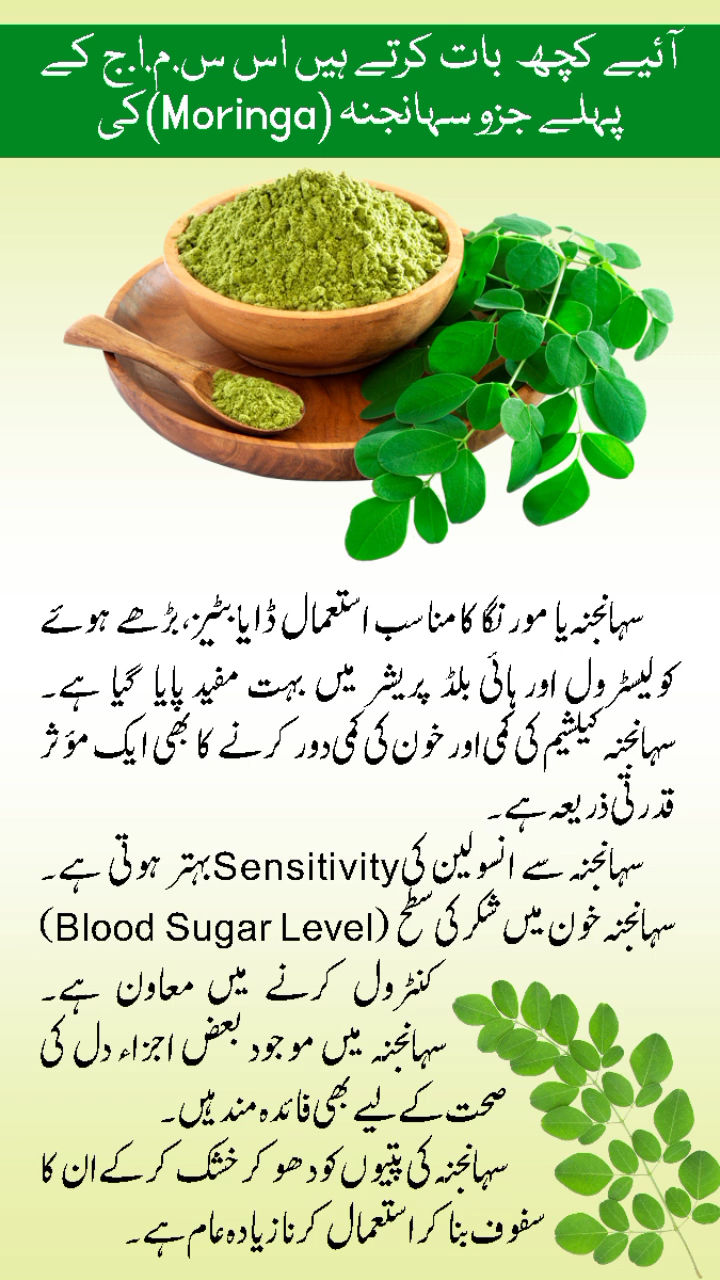 آئیے کچھ بات کرتے ہیں اس س.م.ا.ج کے
پہلے جزو سہانجنہ (Moringa) کی
سہانجنہ یا مورنگا کا مناسب استعمال ڈایابیٹیز، بڑھے ہوئے
کولیسٹرول اور ہائی بلڈ پریشر میں بہت مفید پایا گیا ہے۔
سہانجنہ کیلشیم کی کمی اور خون کی کمی دور کرنے کا بھی ایک مؤثر
قدرتی ذریعہ ہے۔
سہانجنہ سے انسولین کی Sensitivity بہتر ہوتی ہے۔
سہانجنہ خون میں شکر کی سطح (Blood Sugar Level)
کنٹرول کرنے میں معاون ہے۔
سہانجنہ میں موجود بعض اجزاء دل کی
صحت کے لیے بھی فائدہ مند ہیں۔
سہانجنہ کی پتیوں کو دھو کر خشک کر کے ان کا
سفوف بنا کر استعمال کرنا زیادہ عام ہے۔